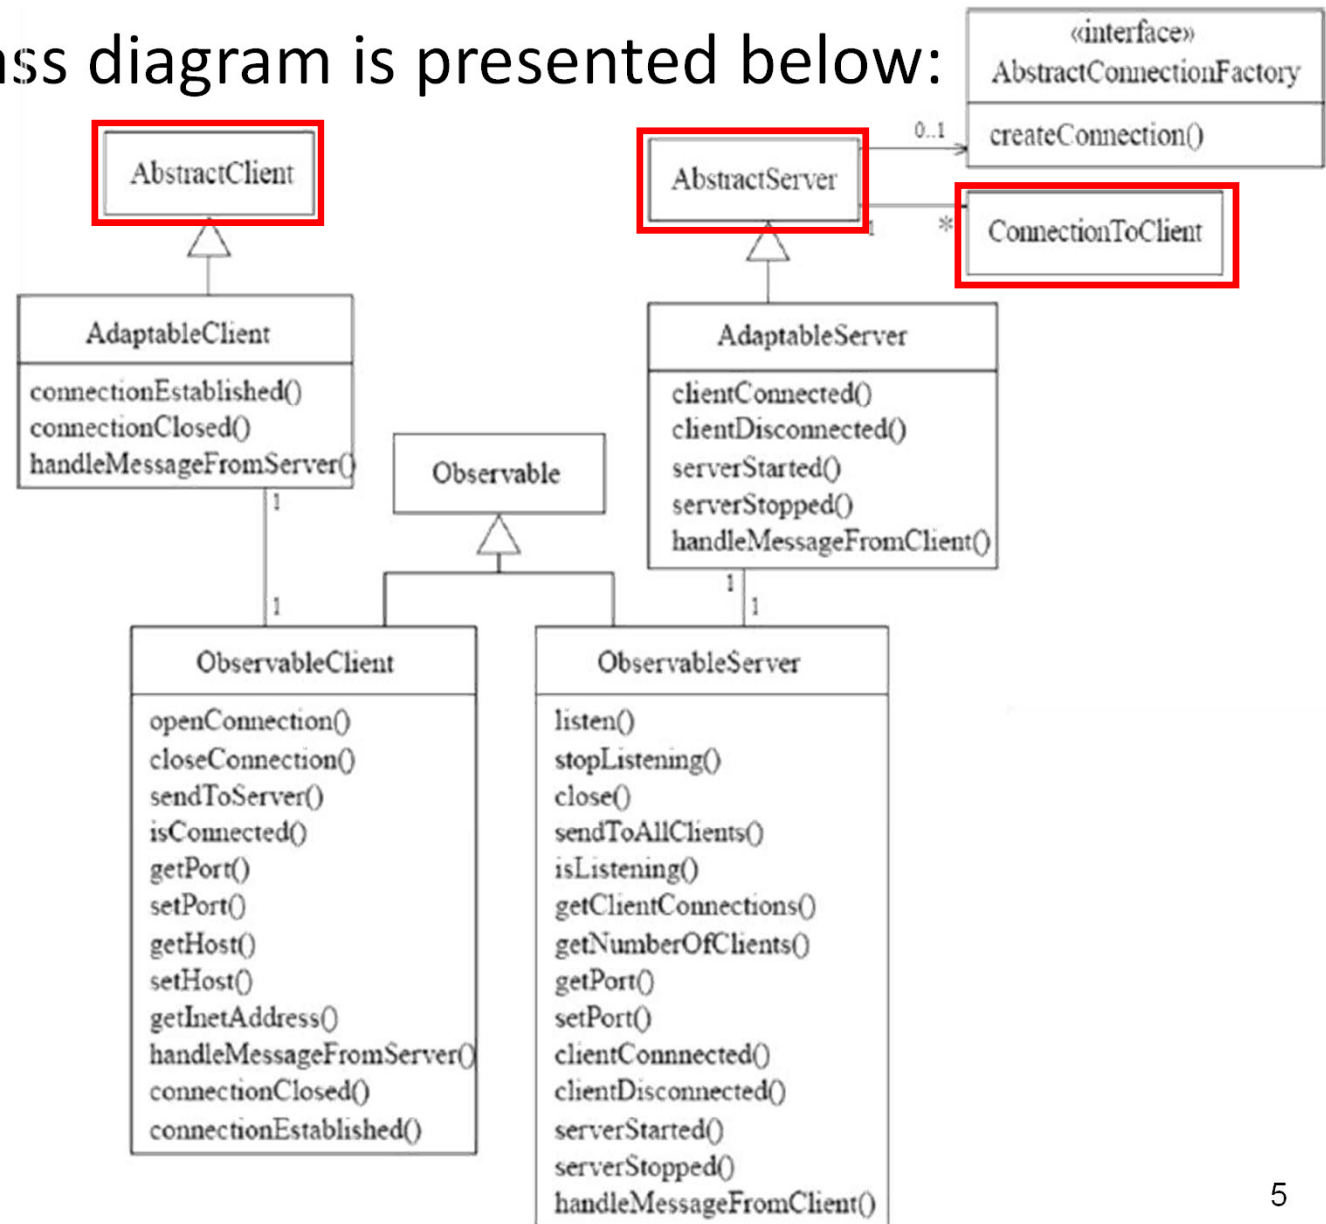 ass diagram is presented below:
«interface»
AbstractConnectionFactory
createConnection()
AbstractClient
AbstractServer
0..1
1
*
ConnectionToClient
AdaptableClient
connectionEstablished()
connectionClosed()
handleMessageFromServer()
1
1
Observable
AdaptableServer
clientConnected()
clientDisconnected()
serverStarted()
serverStopped()
handleMessageFromClient()
1
1
ObservableClient
openConnection()
closeConnection()
sendToServer()
isConnected()
getPort()
setPort()
getHost()
setHost()
getInetAddress()
handleMessageFromServer()
connectionClosed()
connectionEstablished()
ObservableServer
listen()
stopListening()
close()
sendToAllClients()
isListening()
getClientConnections()
getNumberOfClients()
getPort()
setPort()
clientConnnected()
clientDisconnected()
serverStarted()
serverStopped()
handleMessageFromClient()
5